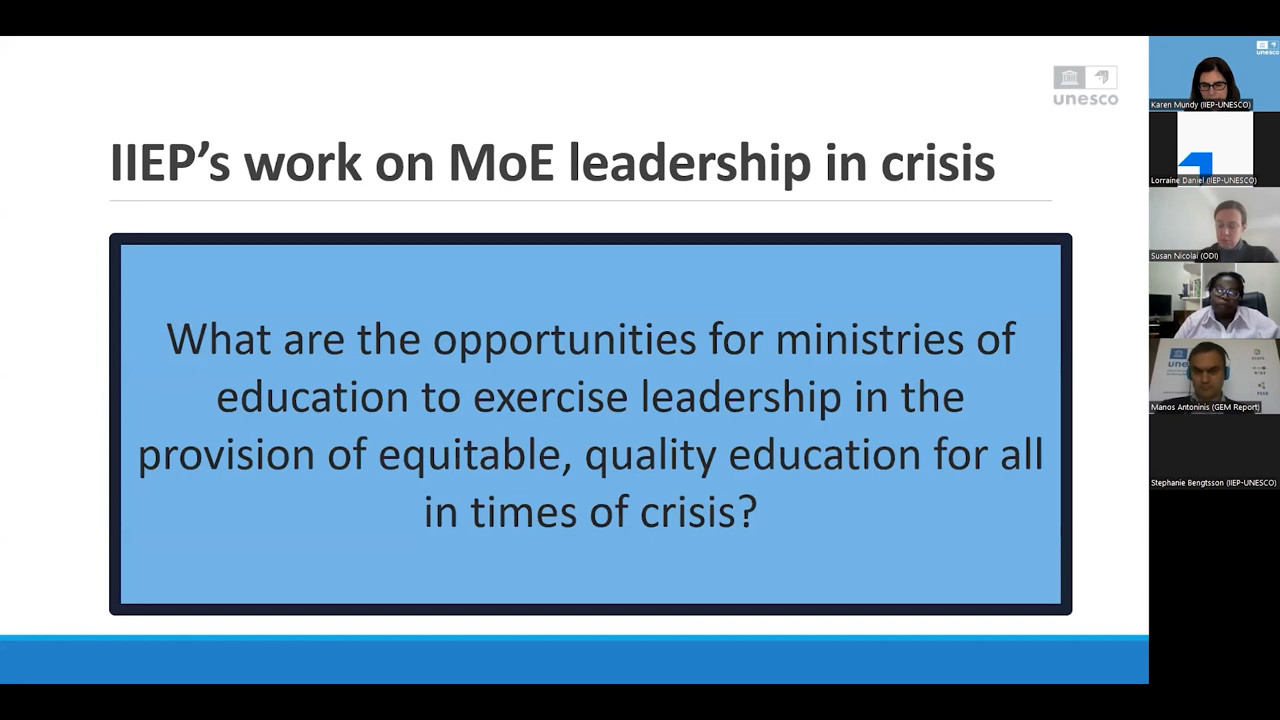 unesco
IIEP’s work on MoE leadership in crisis
What are the opportunities for ministries of
education to exercise leadership in the
provision of equitable, quality education for all
in times of crisis?
unesco
Karen Mundy (IIEP-UNESCO)
Lorraine Daniel (IIEP-UNESCO)
Susan Nicolai (ODI)
Manos Antoninis (GEM Report)
Stephanie Bengtsson (IIEP-UNESCO)